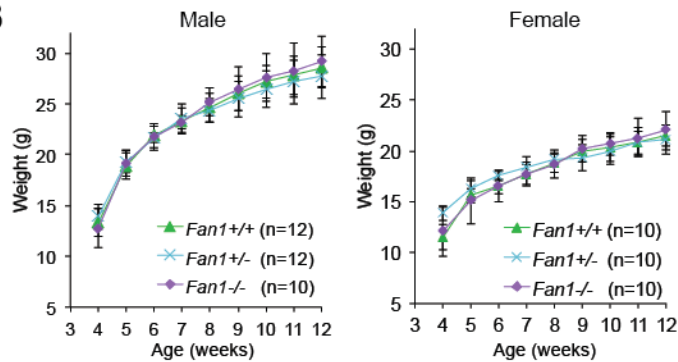 Male
Weight (g)
30
25
20
15
10
5
3 4 5 6 7 8 9 10 11 12
Age (weeks)
Fan1+/+ (n=12)
Fan1+/- (n=12)
Fan1-/- (n=10)
Female
Weight (g)
30
25
20
15
10
5
3 4 5 6 7 8 9 10 11 12
Age (weeks)
Fan1+/+ (n=10)
Fan1+/- (n=10)
Fan1-/- (n=10)